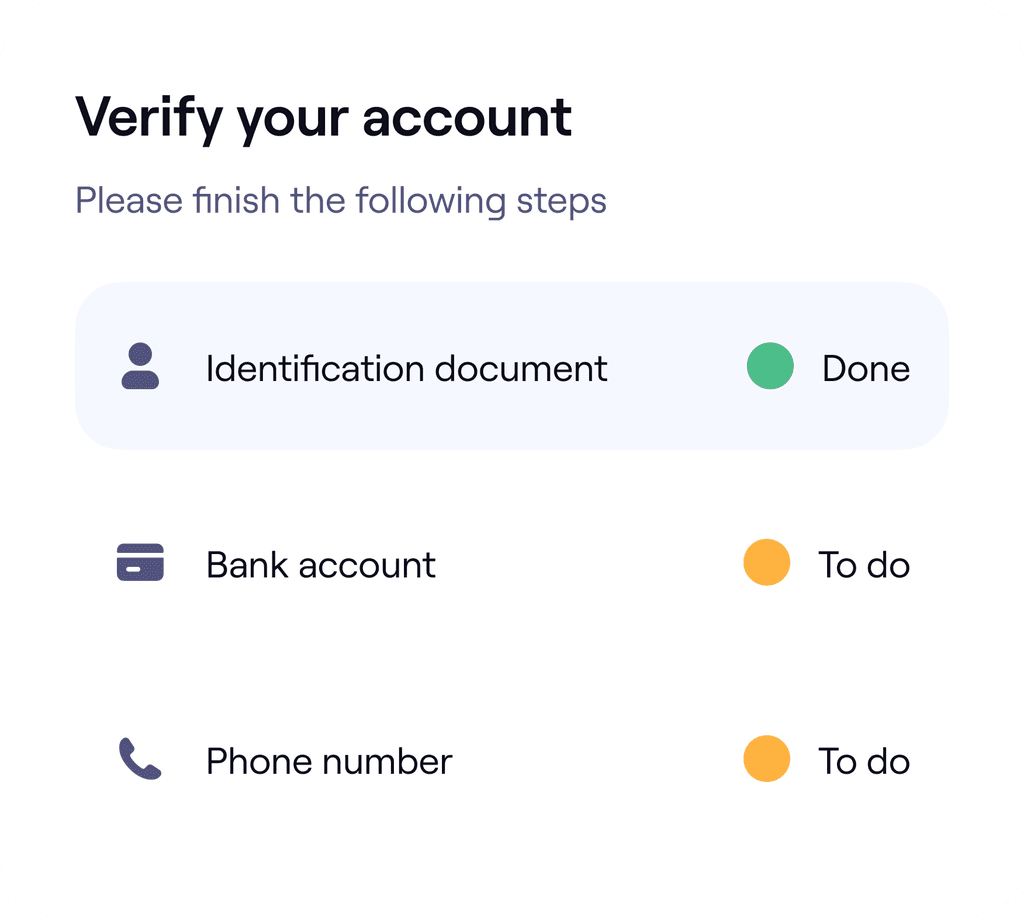 Verify your account
Please finish the following steps
Identification document Done
Bank account To do
Phone number To do